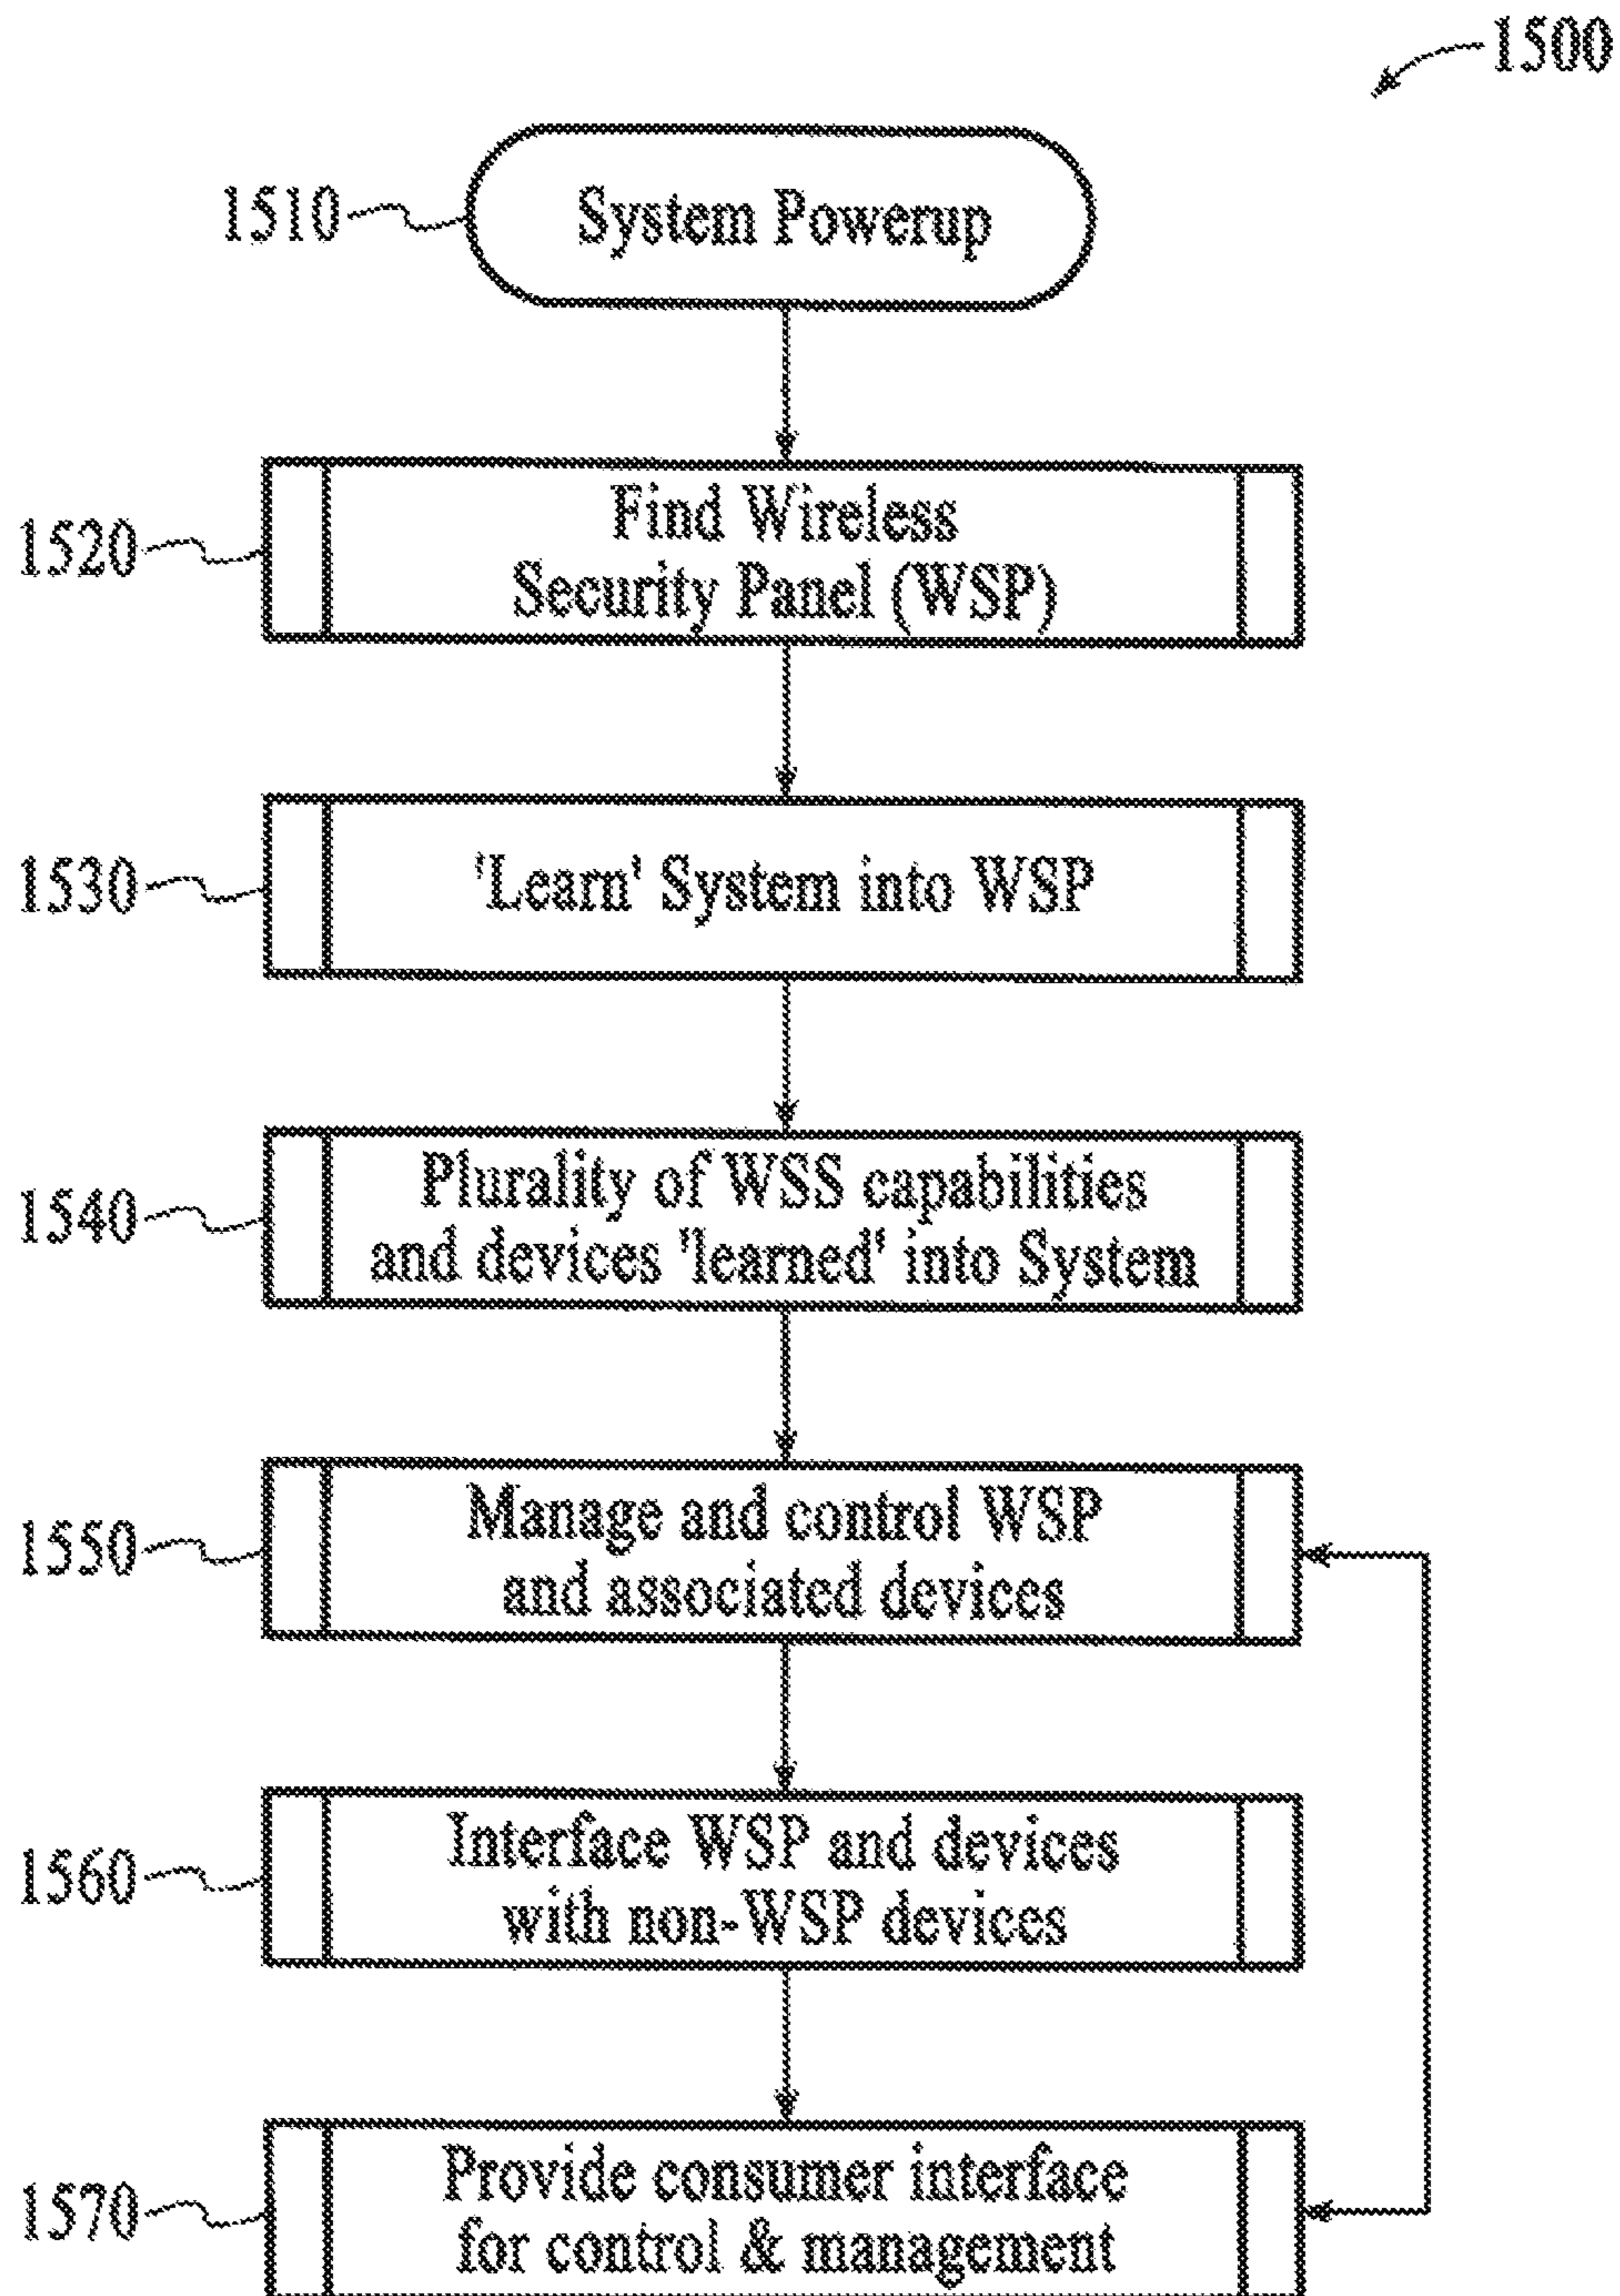 1500
1510
System Powerup
1520
Find Wireless
Security Panel (WSP)
1530
'Learn' System into WSP
1540
Plurality of WSS capabilities
and devices 'learned' into System
1550
Manage and control WSP
and associated devices
1560
Interface WSP and devices
with non-WSP devices
1570
Provide consumer interface
for control & management